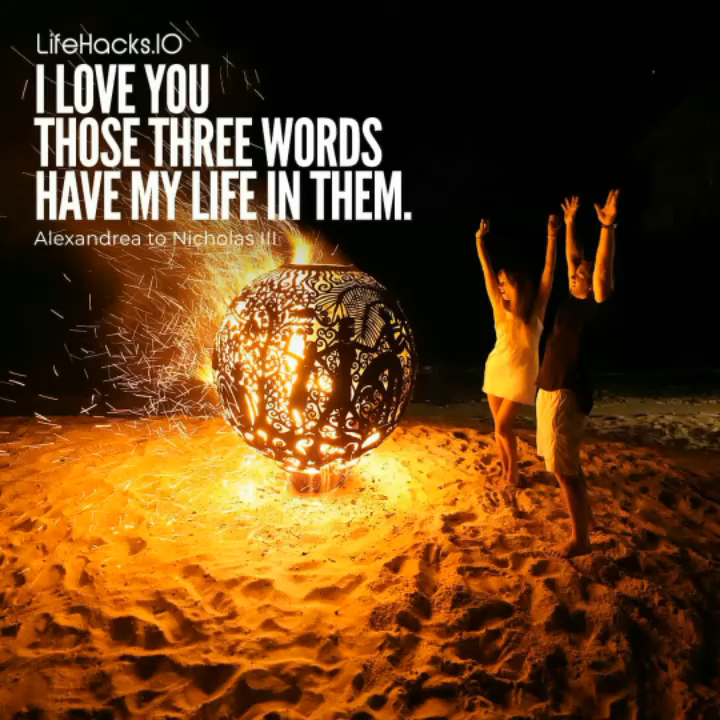 LifeHacks.IO
I LOVE YOU
THOSE THREE WORDS
HAVE MY LIFE IN THEM.
Alexandrea to Nicholas III